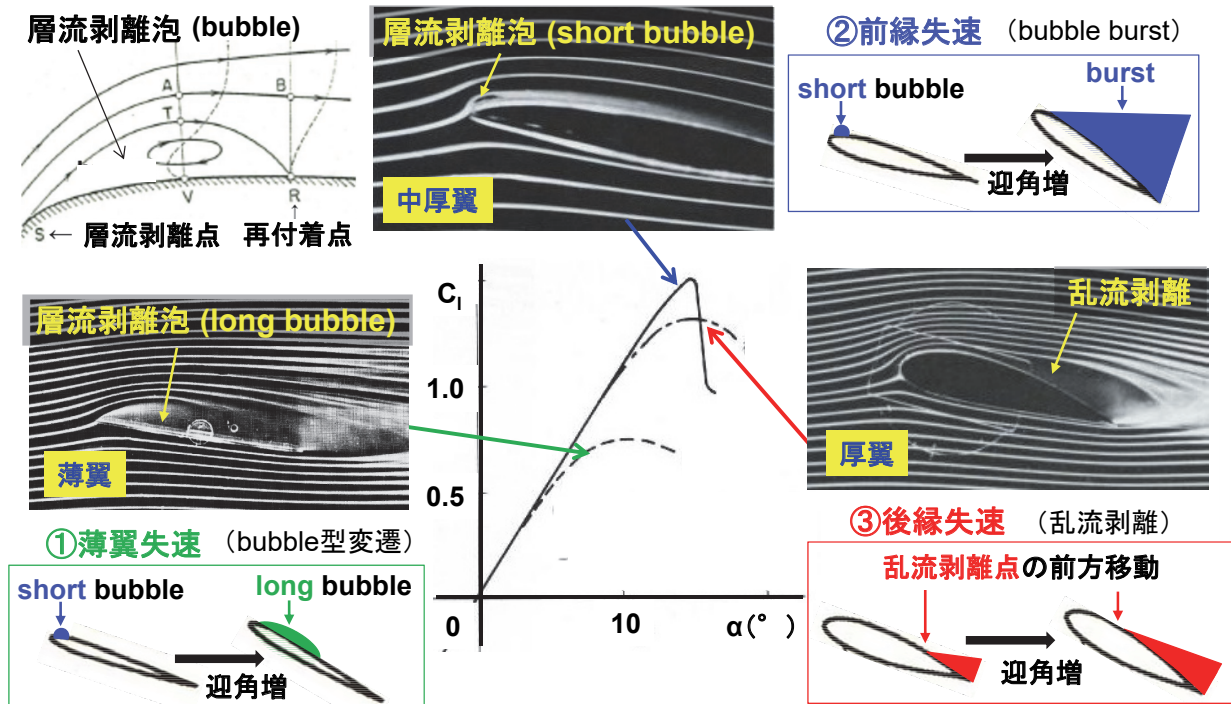 層流剥離泡 (bubble)
A
B
T
V
R
S ← 層流剥離点
再付着点
層流剥離泡 (short bubble)
中厚翼
②前縁失速 (bubble burst)
short bubble
burst
迎角増
層流剥離泡 (long bubble)
薄翼
①薄翼失速 (bubble型変遷)
short bubble
long bubble
迎角増
Cl
1.0
0.5
0
10
α(°)
乱流剥離
厚翼
③後縁失速 (乱流剥離)
乱流剥離点の前方移動
迎角増